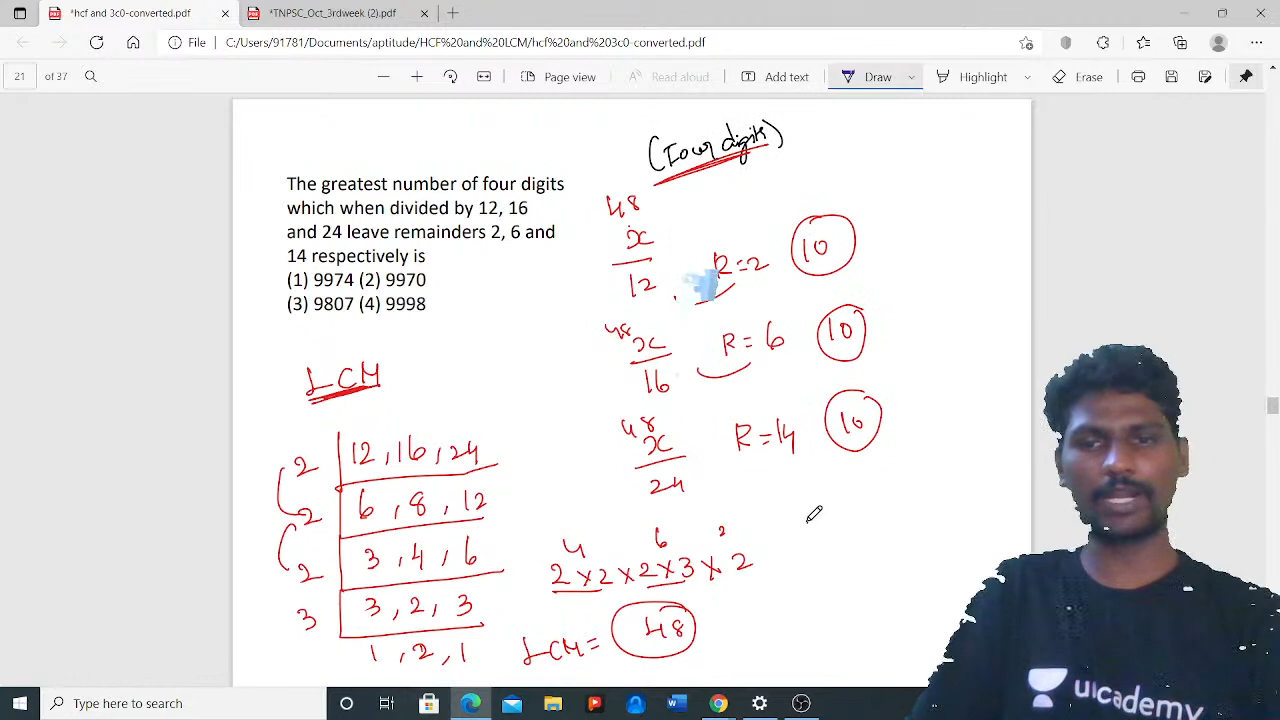 *hcf and 3c0-converted.pdf
*TNPSC_Oct_3rdweek (2).pdf
File
C:/Users/91781/Documents/aptitude/HCF%20and%20LCM/hcf%20and%203c0-converted.pdf
21 of 37
Page view
Read aloud
Add text
Draw
Highlight
Erase
(Four digits)
The greatest number of four digits
which when divided by 12, 16
and 24 leave remainders 2, 6 and
14 respectively is
(1) 9974 (2) 9970
(3) 9807 (4) 9998
48
x
12
R=2
10
48
x
16
R=6
10
48
x
24
R=14
10
LCM
2 12, 16, 24
2 6, 8, 12
2 3, 4, 6
3 3, 2, 3
1, 2, 1
4 6 2
2×2×2×3×2
LCM= 48
unacademy
Type here to search